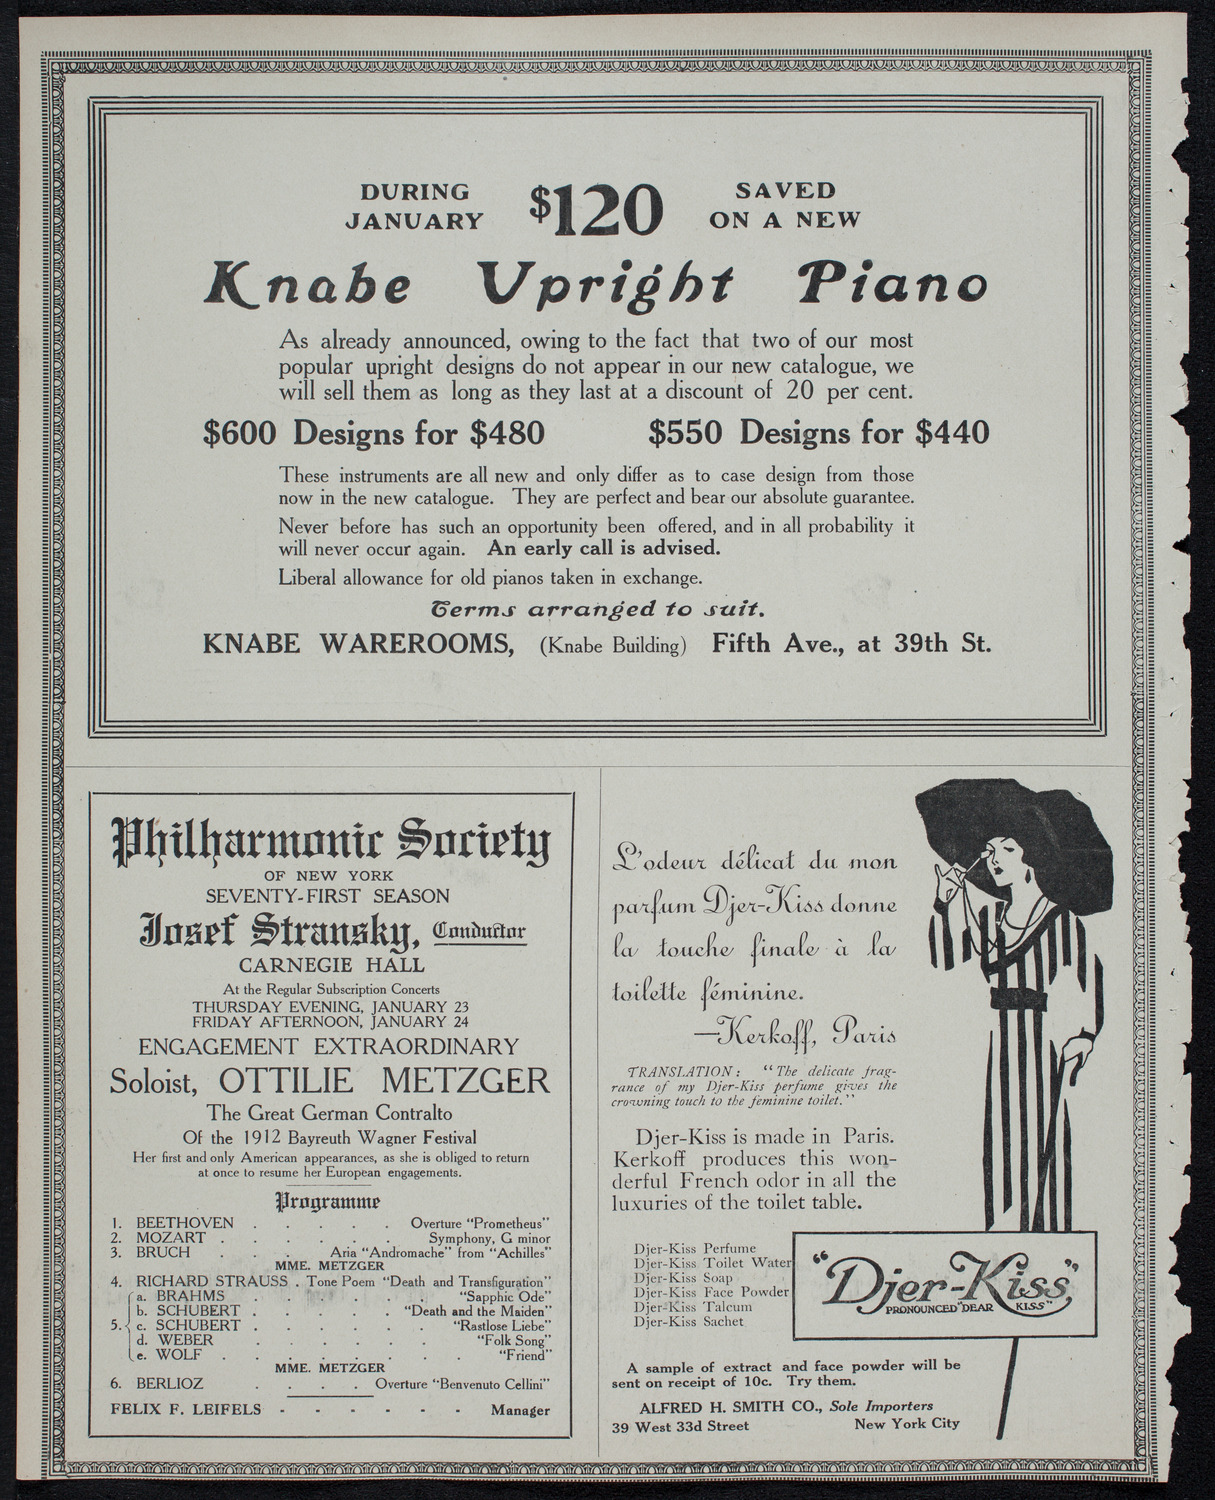 DURING
JANUARY
$120
SAVED
ON A NEW
Knabe Upright Piano
As already announced, owing to the fact that two of our most
popular upright designs do not appear in our new catalogue, we
will sell them as long as they last at a discount of 20 per cent.
$600 Designs for $480 $550 Designs for $440
These instruments are all new and only differ as to case design from those
now in the new catalogue. They are perfect and bear our absolute guarantee.
Never before has such an opportunity been offered, and in all probability it
will never occur again. An early call is advised.
Liberal allowance for old pianos taken in exchange.
Terms arranged to suit.
KNABE WAREROOMS, (Knabe Building) Fifth Ave., at 39th St.
Philharmonic Society
OF NEW YORK
SEVENTY-FIRST SEASON
Josef Stransky, Conductor
CARNEGIE HALL
At the Regular Subscription Concerts
THURSDAY EVENING, JANUARY 23
FRIDAY AFTERNOON, JANUARY 24
ENGAGEMENT EXTRAORDINARY
Soloist, OTTILIE METZGER
The Great German Contralto
Of the 1912 Bayreuth Wagner Festival
Her first and only American appearances, as she is obliged to return
at once to resume her European engagements.
Programme
1. BEETHOVEN . . . . . Overture "Prometheus"
2. MOZART . . . . . . Symphony, G minor
3. BRUCH . . . Aria "Andromache" from "Achilles"
MME. METZGER
4. RICHARD STRAUSS . Tone Poem "Death and Transfiguration"
5. a. BRAHMS . . . . . . "Sapphic Ode"
b. SCHUBERT . . . . . "Death and the Maiden"
c. SCHUBERT . . . . . . "Rastlose Liebe"
d. WEBER . . . . . . "Folk Song"
e. WOLF . . . . . . . "Friend"
MME. METZGER
6. BERLIOZ . . . . Overture "Benvenuto Cellini"
FELIX F. LEIFELS - - - - - - Manager
L'odeur délicat du mon
parfum Djer-Kiss donne
la touche finale à la
toilette féminine.
—Kerkoff, Paris
TRANSLATION: "The delicate frag-
rance of my Djer-Kiss perfume gives the
crowning touch to the feminine toilet."
Djer-Kiss is made in Paris.
Kerkoff produces this won-
derful French odor in all the
luxuries of the toilet table.
Djer-Kiss Perfume
Djer-Kiss Toilet Water
Djer-Kiss Soap
Djer-Kiss Face Powder
Djer-Kiss Talcum
Djer-Kiss Sachet
"Djer-Kiss"
PRONOUNCED "DEAR KISS"
A sample of extract and face powder will be
sent on receipt of 10c. Try them.
ALFRED H. SMITH CO., Sole Importers
39 West 33d Street New York City